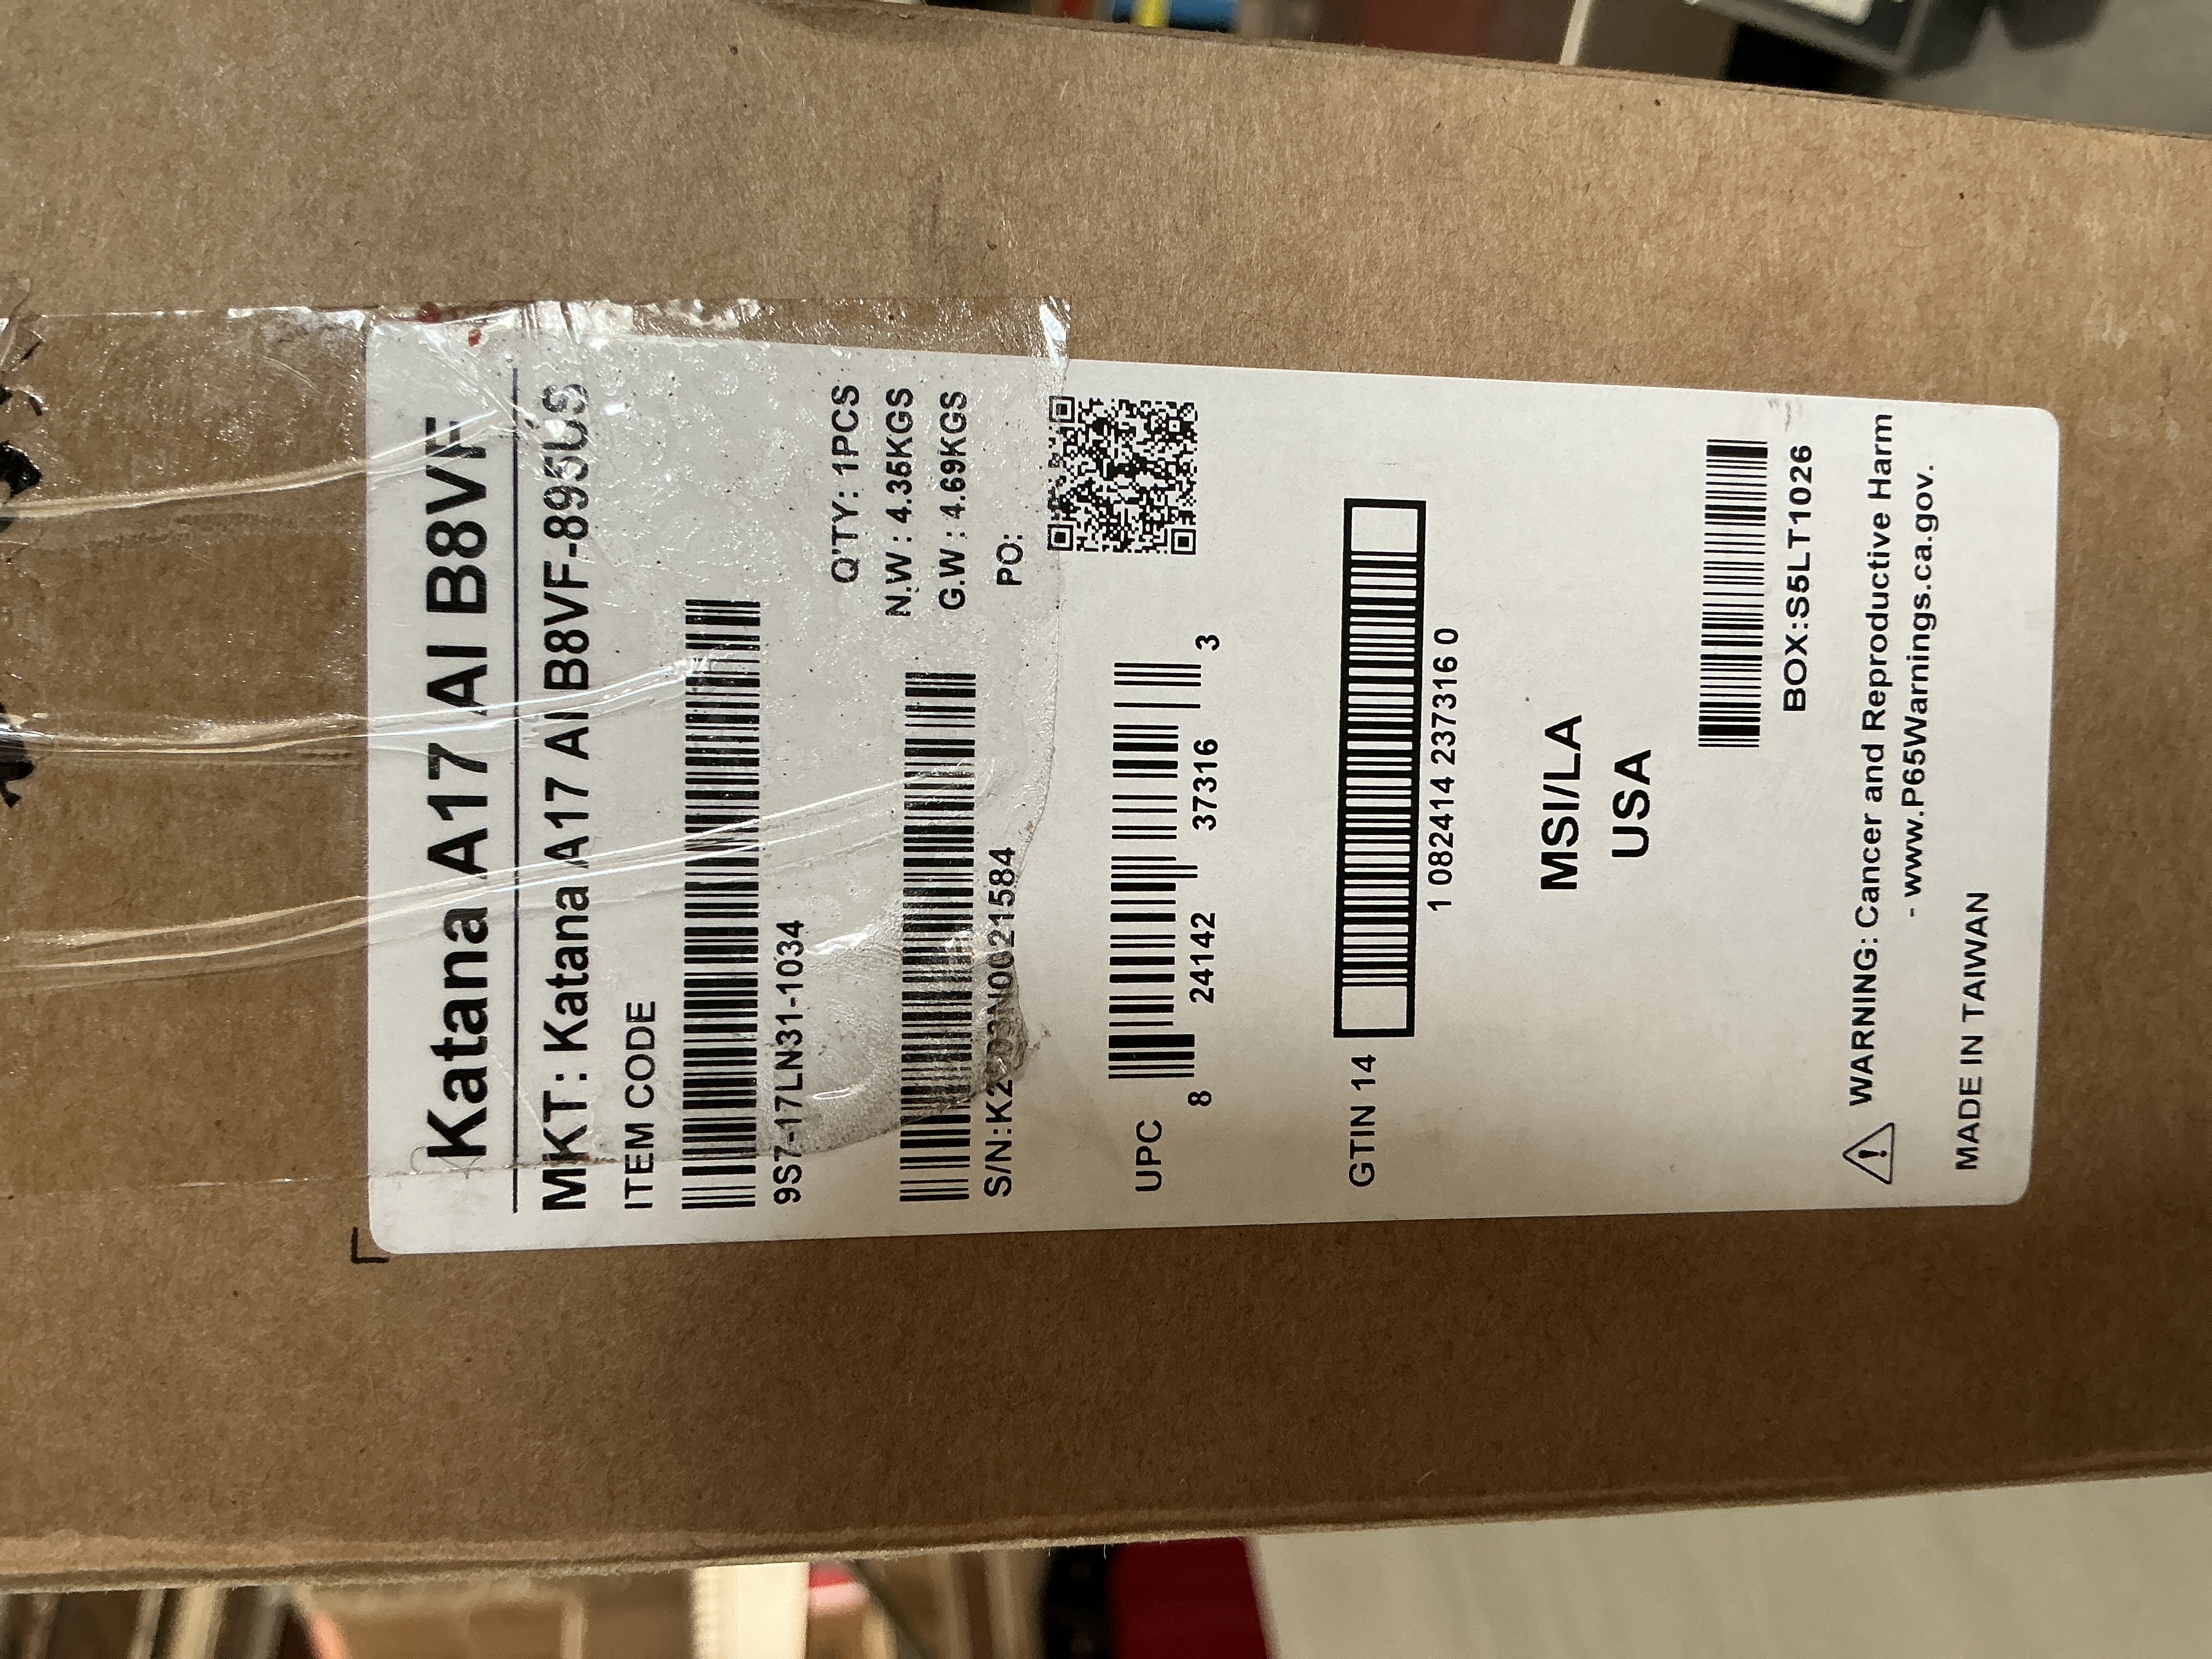 Katana A17 AI B8VF
MKT: Katana A17 AI B8VF-895US
ITEM CODE
9S7-17LN31-1034
Q'TY: 1PCS
N.W: 4.35KGS
G.W: 4.69KGS
PO:
UPC
8 24142 37316 3
GTIN 14
1 082414 237316 0
MSI/LA
USA
BOX:S5LT1026
WARNING: Cancer and Reproductive Harm
- www.P65Warnings.ca.gov.
MADE IN TAIWAN